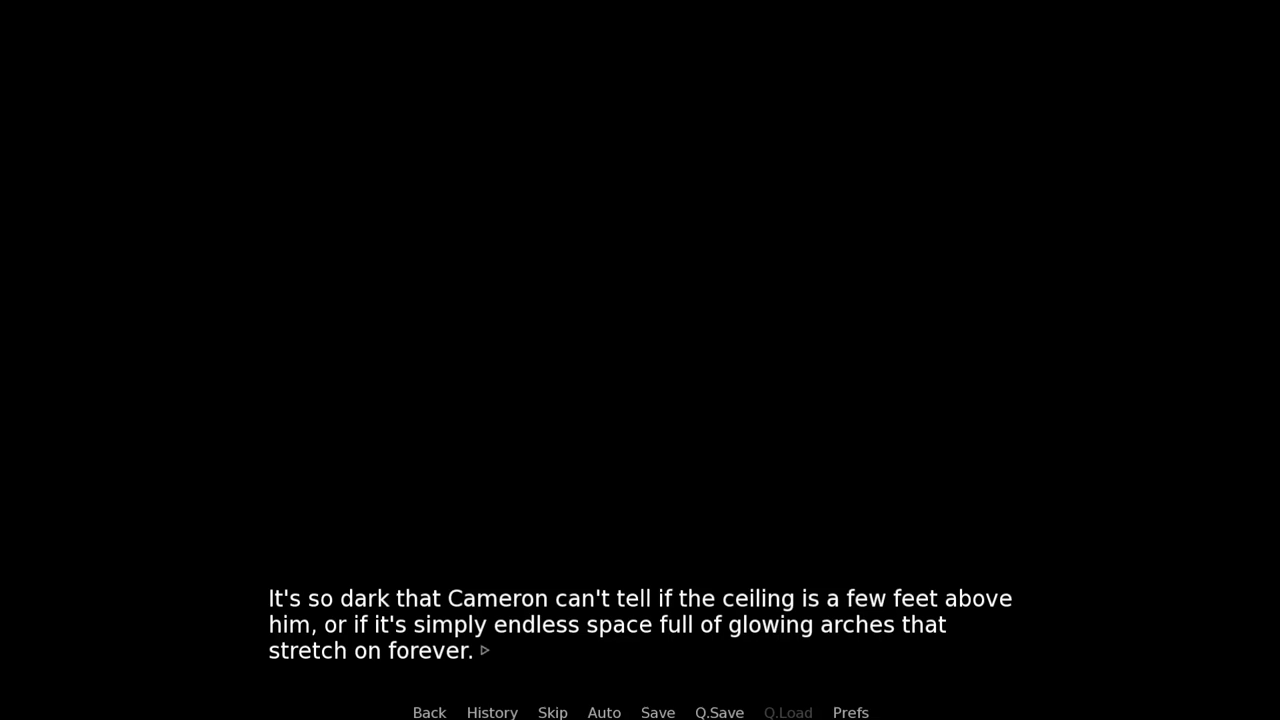 It's so dark that Cameron can't tell if the ceiling is a few feet above
him, or if it's simply endless space full of glowing arches that
stretch on forever.
Back History Skip Auto Save Q.Save Q.Load Prefs